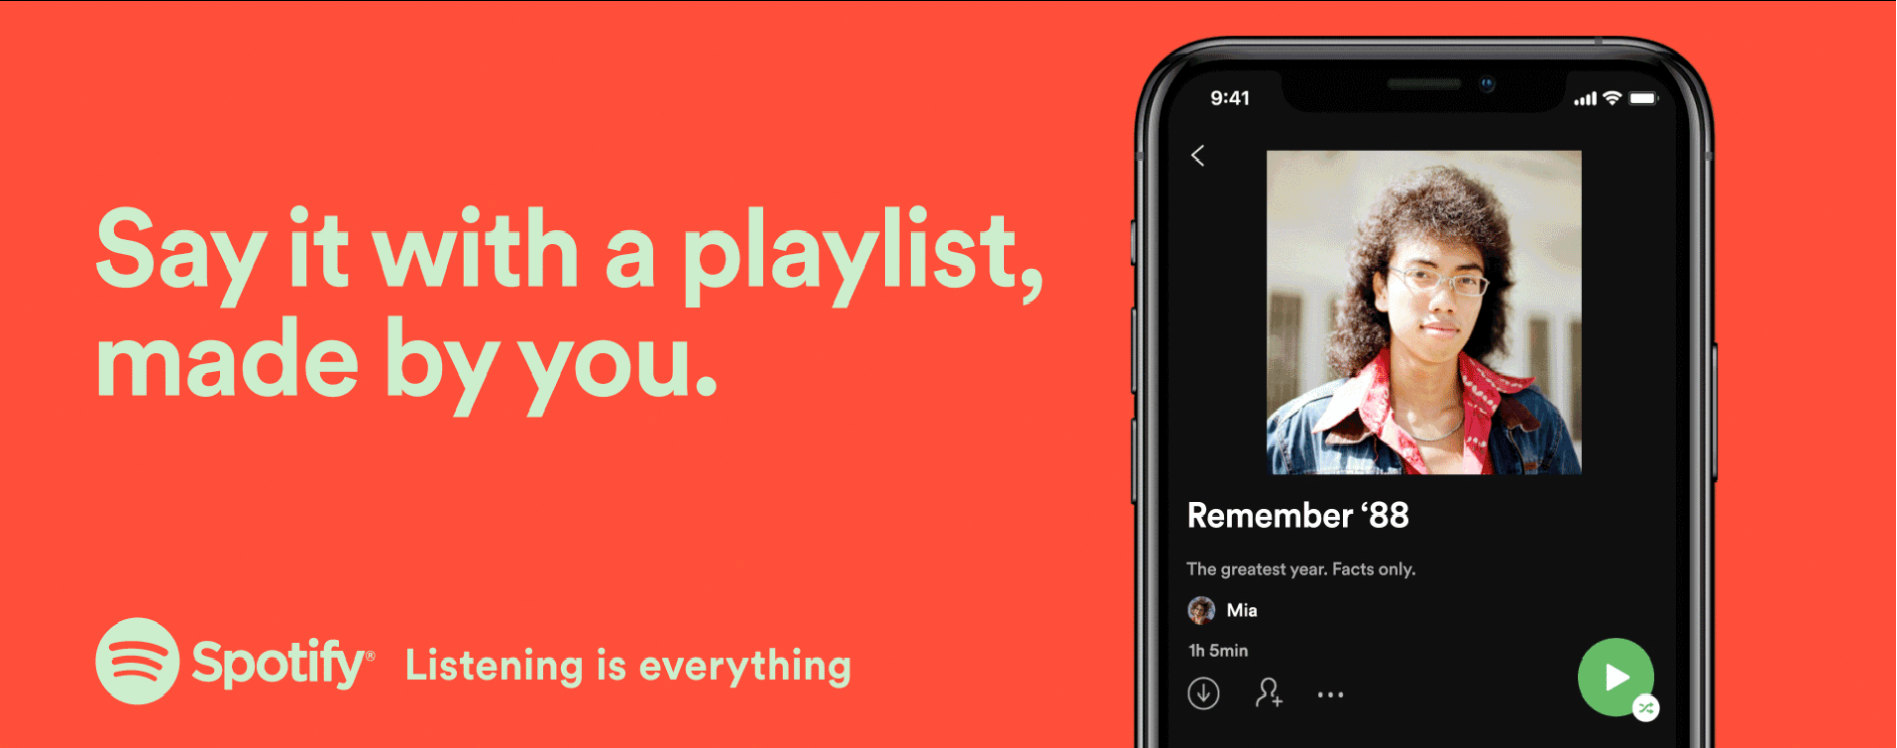 Say it with a playlist,
made by you.
Spotify®
Listening is everything
9:41
Remember ‘88
The greatest year. Facts only.
Mia
1h 5min